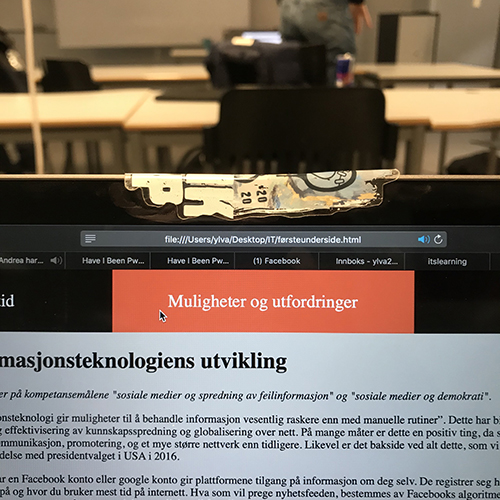 PK
$20
20
file:///Users/ylva/Desktop/IT/førsteunderside.html
Andrea har...
Have I Been Pw...
Have I Been Pw...
(1) Facebook
Innboks - ylva2...
itslearning
tid
Muligheter og utfordringer
masjonsteknologiens utvikling
er på kompetansemålene "sosiale medier og spredning av feilinformasjon" og "sosiale medier og demokrati".
onsteknologi gir muligheter til å behandle informasjon vesentlig raskere enn med manuelle rutiner”. Dette har bi
g effektivisering av kunnskapsspredning og globalisering over nett. På mange måter er dette en positiv ting, da s
mmunikasjon, promotering, og et mye større nettverk enn tidligere. Likevel er det bakside ved alt dette, som vi
delse med presidentvalget i USA i 2016.
ar en Facebook konto eller google konto gir plattformene tilgang på informasjon om deg selv. De registrer seg h
på og hvor du bruker mest tid på internett. Hva som vil prege nyhetsfeeden, bestemmes av Facebooks algoritm